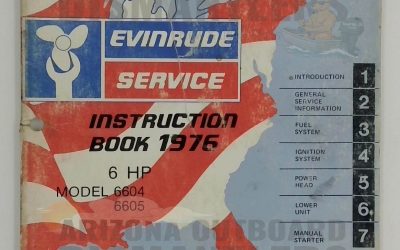 EVINRUDE
SERVICE
INSTRUCTION
BOOK 1976
6 HP
MODEL 6604
6605
INTRODUCTION 1
GENERAL
SERVICE
INFORMATION 2
FUEL
SYSTEM 3
IGNITION
SYSTEM 4
POWER
HEAD 5
LOWER
UNIT 6
MANUAL
STARTER 7
ARIZONA OUTBOARD